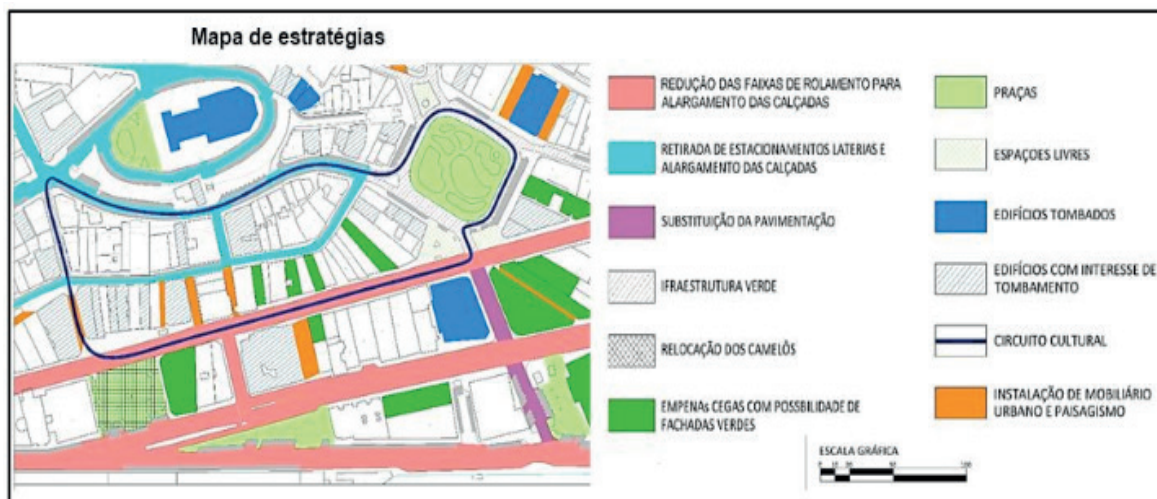 Mapa de estratégias
REDUÇÃO DAS FAIXAS DE ROLAMENTO PARA
ALARGAMENTO DAS CALÇADAS
RETIRADA DE ESTACIONAMENTOS LATERIAS E
ALARGAMENTO DAS CALÇADAS
SUBSTITUIÇÃO DA PAVIMENTAÇÃO
IFRAESTRUTURA VERDE
RELOCAÇÃO DOS CAMELÔS
EMPENAs CEGAS COM POSSBILIDADE DE
FACHADAS VERDES
PRAÇAS
ESPAÇOES LIVRES
EDIFÍCIOS TOMBADOS
EDIFÍCIOS COM INTERESSE DE
TOMBAMENTO
CIRCUITO CULTURAL
INSTALAÇÃO DE MOBILIÁRIO
URBANO E PAISAGISMO
ESCALA GRÁFICA